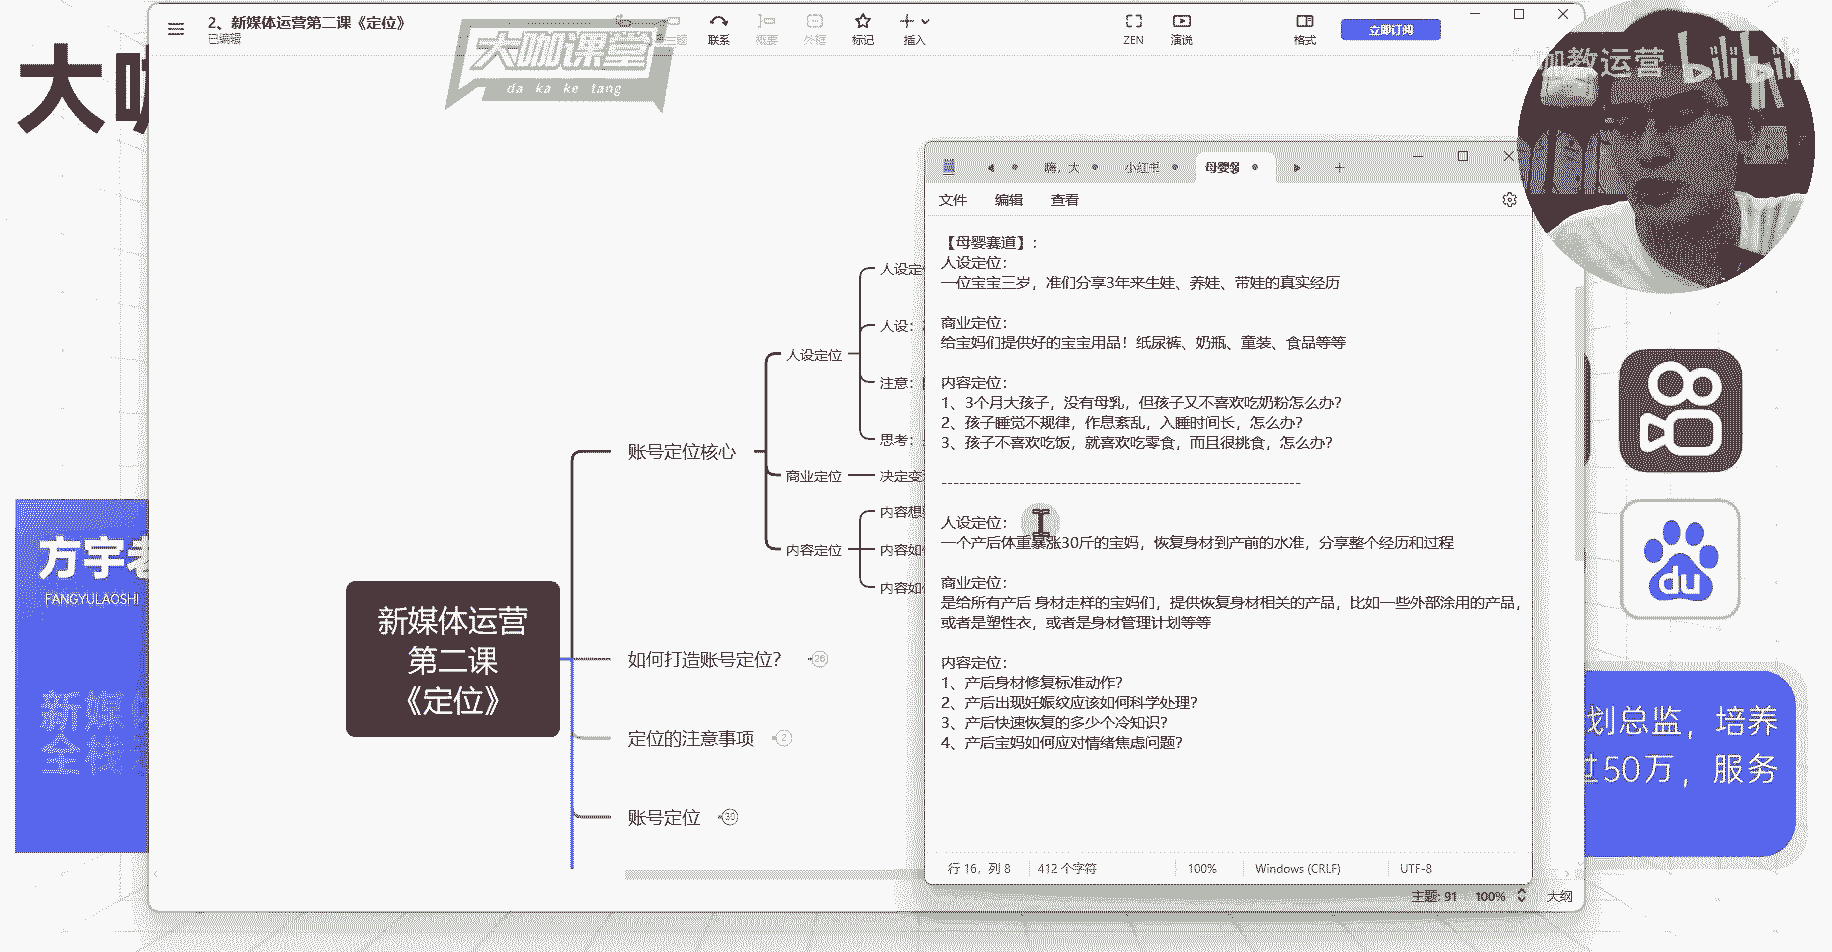 2、新媒体运营第二课《定位》
已编辑
联系
概要
外框
标记
插入
ZEN
演说
格式
立即订阅
大咖课堂
da ka ke tang
咖教运营
bilibili
大
新媒体运营
第二课
《定位》
账号定位核心
人设定位
人设定
人设：
注意：
思考：
商业定位
决定变
内容定位
内容想
内容如
内容如
如何打造账号定位？
26
定位的注意事项
2
账号定位
30
嗨，大
小红书
文件
编辑
查看
【母婴赛道】:
人设定位:
一位宝宝三岁，准们分享3年来生娃、养娃、带娃的真实经历
商业定位:
给宝妈们提供好的宝宝用品！纸尿裤、奶瓶、童装、食品等等
内容定位:
1、3个月大孩子，没有母乳，但孩子又不喜欢吃奶粉怎么办?
2、孩子睡觉不规律，作息紊乱，入睡时间长，怎么办?
3、孩子不喜欢吃饭，就喜欢吃零食，而且很挑食，怎么办?
------------------------------------------------------------
人设定位:
一个产后体重暴涨30斤的宝妈，恢复身材到产前的水准，分享整个经历和过程
商业定位:
是给所有产后 身材走样的宝妈们，提供恢复身材相关的产品，比如一些外部涂用的产品，
或者是塑性衣，或者是身材管理计划等等
内容定位:
1、产后身材修复标准动作?
2、产后出现妊娠纹应该如何科学处理?
3、产后快速恢复的多少个冷知识?
4、产后宝妈如何应对情绪焦虑问题?
行 16，列 8
412 个字符
100%
Windows (CRLF)
UTF-8
主题: 91
100%
大纲
方宇老
FANGYULAOSHI
新媒
全栈
du
划总监，培养
过50万，服务